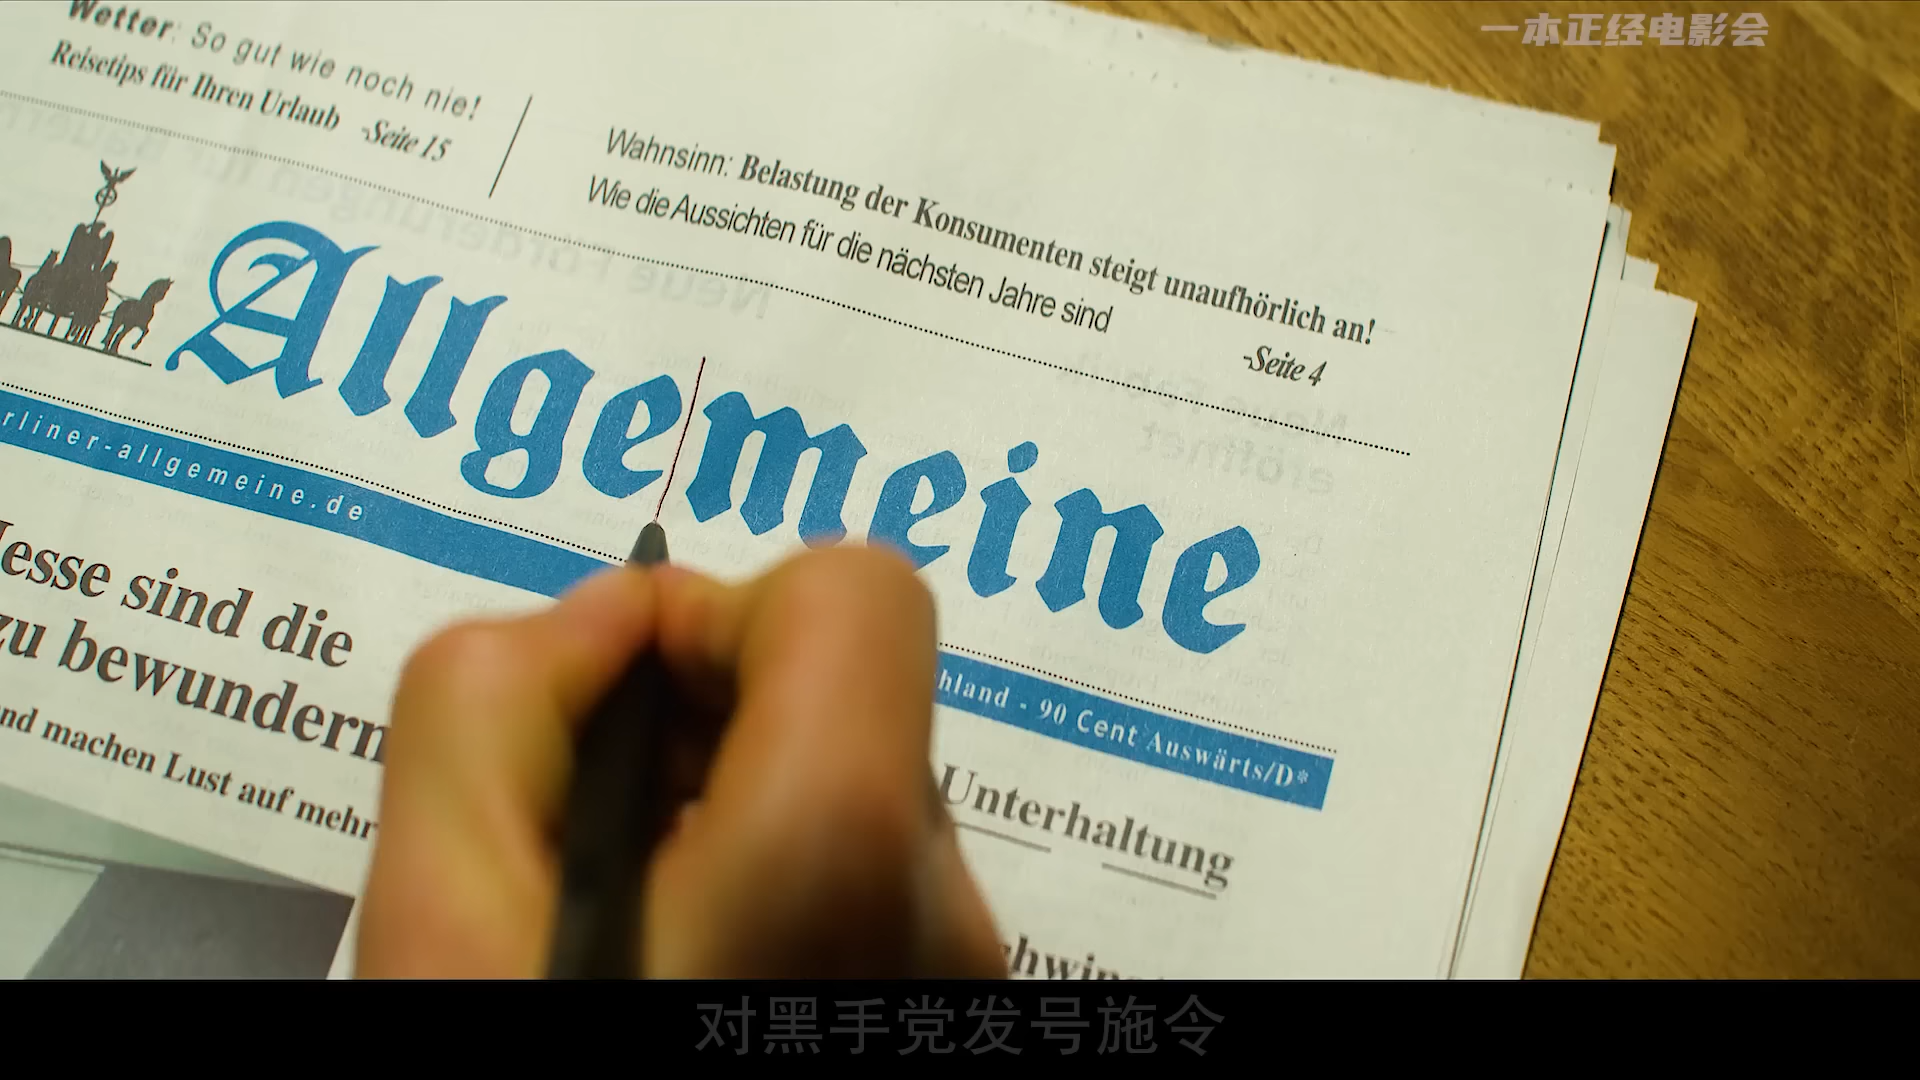 一本正经电影会
Wetter: So gut wie noch nie!
Reisetips für Ihren Urlaub -Seite 15
Wahnsinn: Belastung der Konsumenten steigt unaufhörlich an!
Wie die Aussichten für die nächsten Jahre sind
-Seite 4
Allgemeine
rliner-allgemeine.de
hland - 90 Cent Auswärts/D*
esse sind die
zu bewundern
nd machen Lust auf mehr
Unterhaltung
对黑手党发号施令